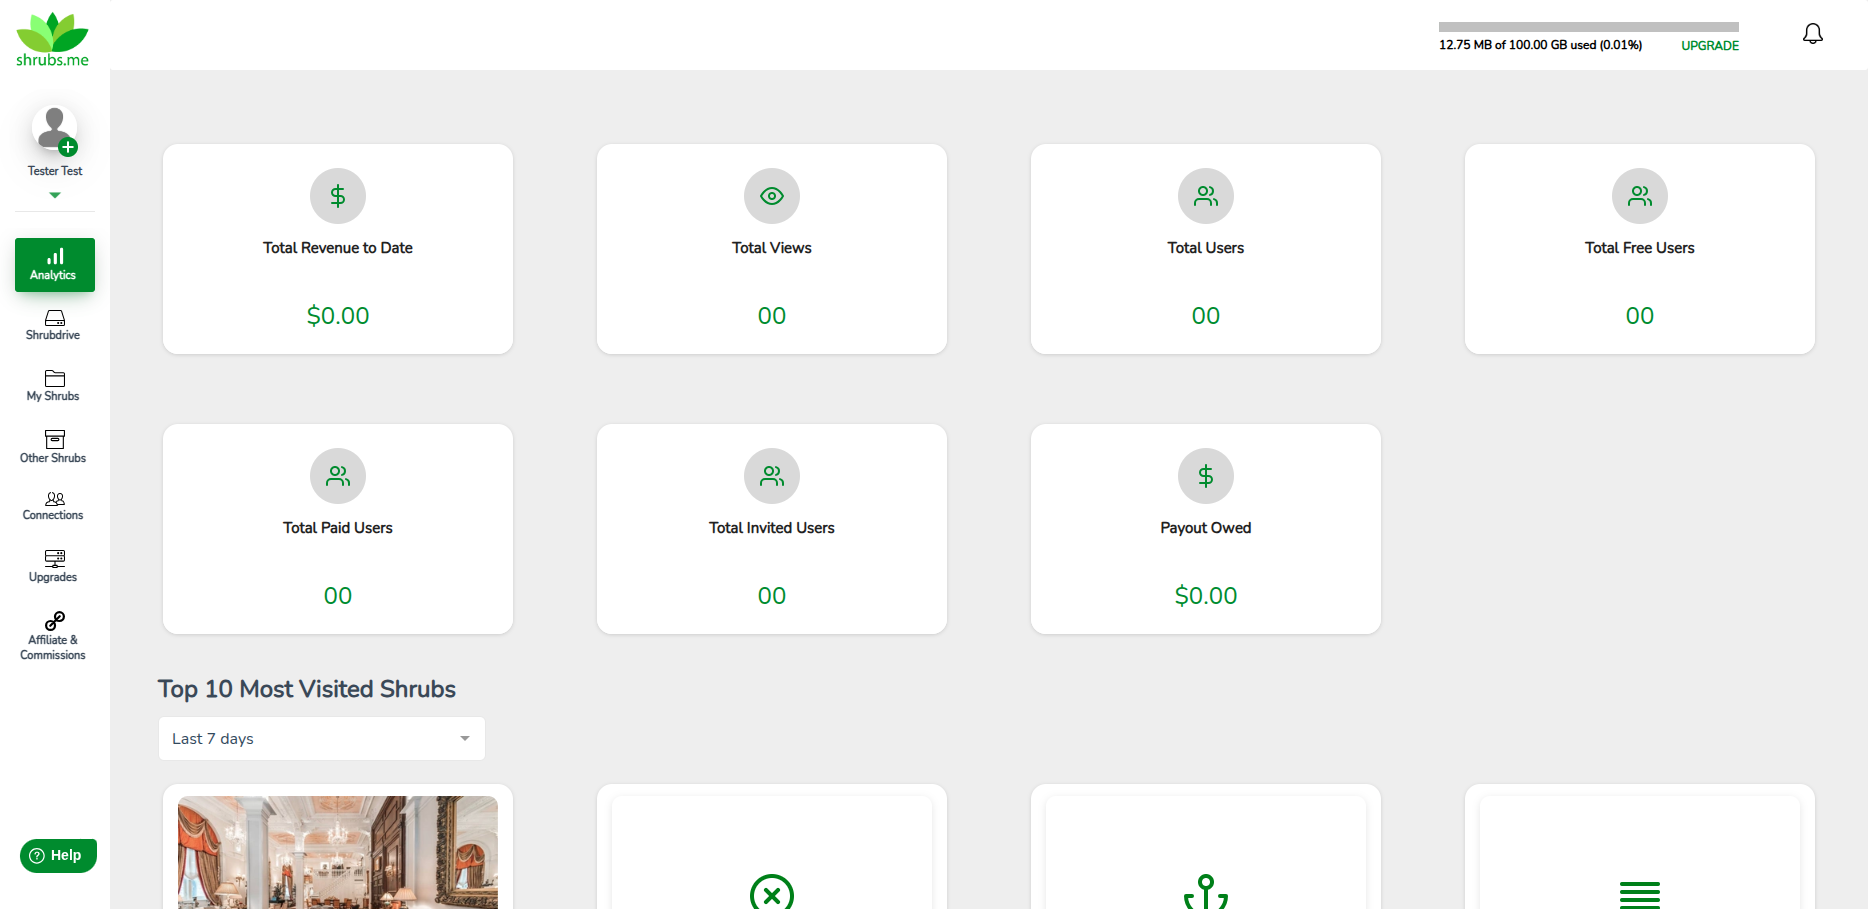 shrubs.me
12.75 MB of 100.00 GB used (0.01%)
UPGRADE
Tester Test
Analytics
Shrubdrive
My Shrubs
Other Shrubs
Connections
Upgrades
Affiliate &
Commissions
Help
Total Revenue to Date
$0.00
Total Views
00
Total Users
00
Total Free Users
00
Total Paid Users
00
Total Invited Users
00
Payout Owed
$0.00
Top 10 Most Visited Shrubs
Last 7 days